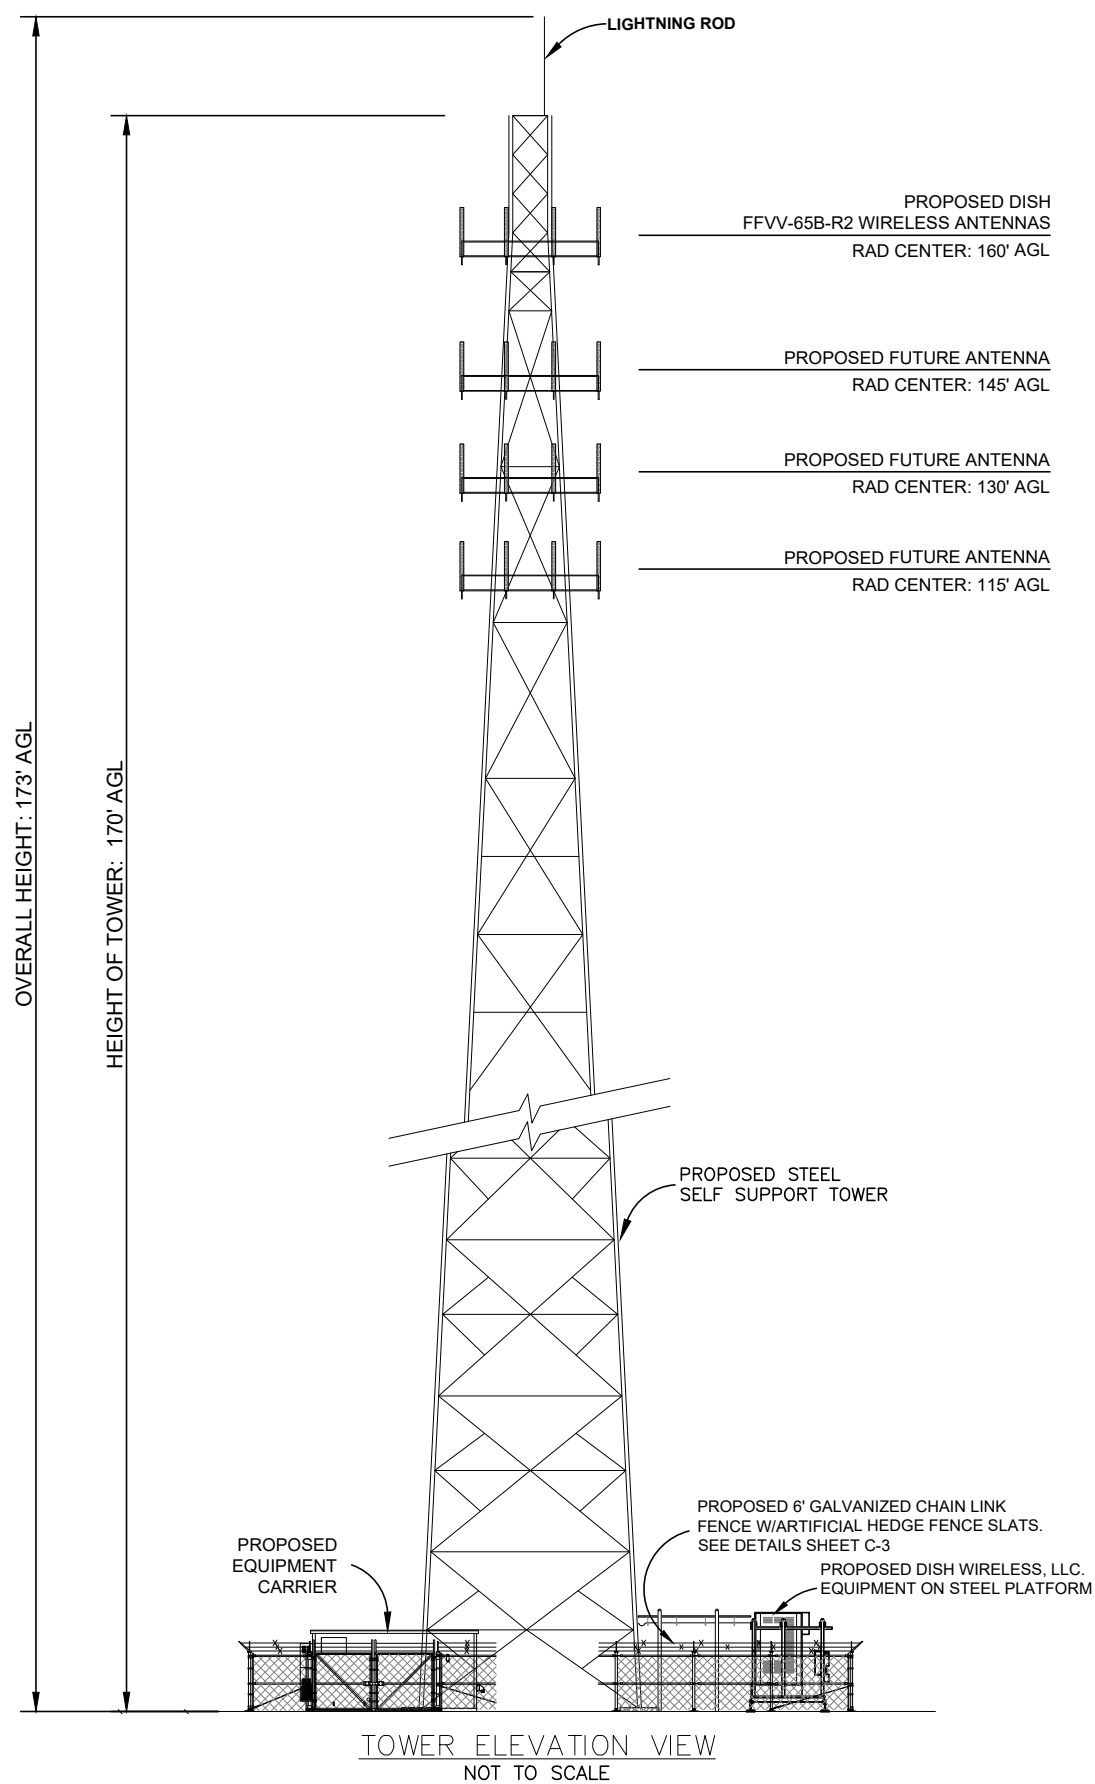 LIGHTNING ROD
PROPOSED DISH
FFVV-65B-R2 WIRELESS ANTENNAS
RAD CENTER: 160' AGL
PROPOSED FUTURE ANTENNA
RAD CENTER: 145' AGL
PROPOSED FUTURE ANTENNA
RAD CENTER: 130' AGL
PROPOSED FUTURE ANTENNA
RAD CENTER: 115' AGL
OVERALL HEIGHT: 173' AGL
HEIGHT OF TOWER: 170' AGL
PROPOSED STEEL
SELF SUPPORT TOWER
PROPOSED 6' GALVANIZED CHAIN LINK
FENCE W/ARTIFICIAL HEDGE FENCE SLATS.
SEE DETAILS SHEET C-3
PROPOSED
EQUIPMENT
CARRIER
PROPOSED DISH WIRELESS, LLC.
EQUIPMENT ON STEEL PLATFORM
TOWER ELEVATION VIEW
NOT TO SCALE